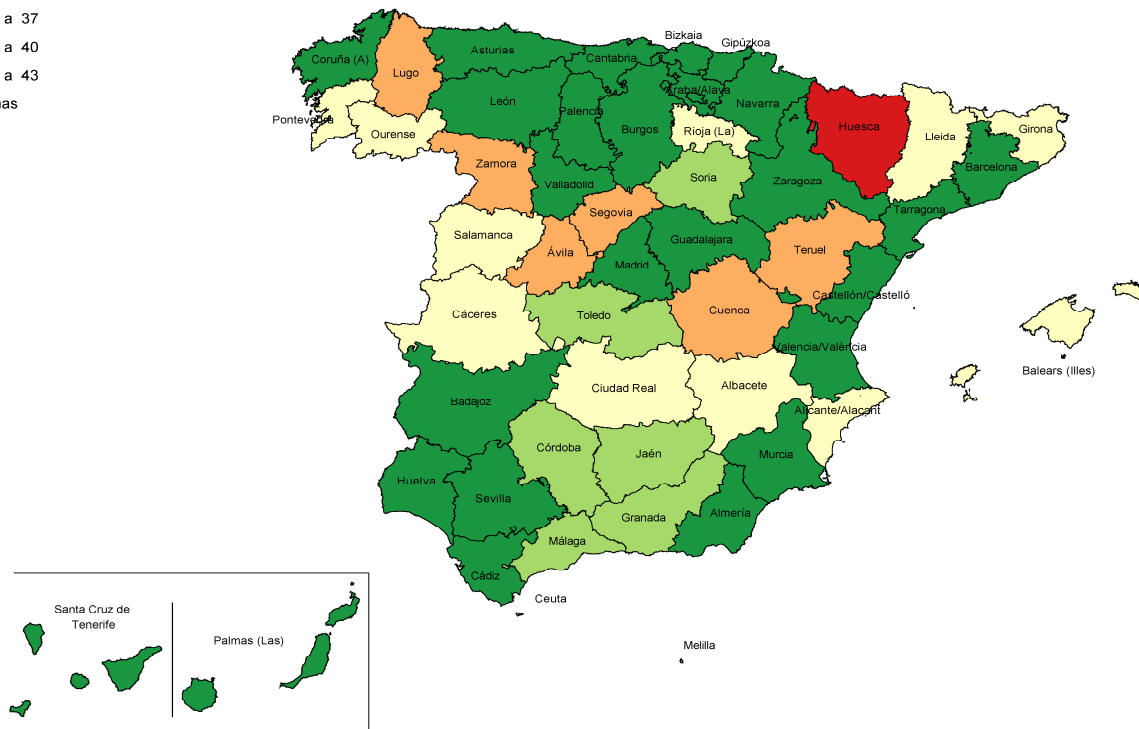 a 37
a 40
a 43
nas
Bizkaia
Gipúzkoa
Asturias
Cantabria
Coruña (A)
Lugo
Araba/Alava
León
Palencia
Navarra
Burgos
Huesca
Pontevedra
Ourense
Rioja (La)
Lleida
Girona
Zamora
Barcelona
Soria
Zaragoza
Valladolid
Segovia
Tarragona
Salamanca
Guadalajara
Ávila
Madrid
Teruel
Castellón/Castelló
Cáceres
Toledo
Cuenca
Valencia/València
Balears (Illes)
Ciudad Real
Albacete
Badajoz
Alicante/Alacant
Córdoba
Jaén
Murcia
Huelva
Sevilla
Granada
Almería
Málaga
Cádiz
Ceuta
Santa Cruz de
Tenerife
Palmas (Las)
Melilla